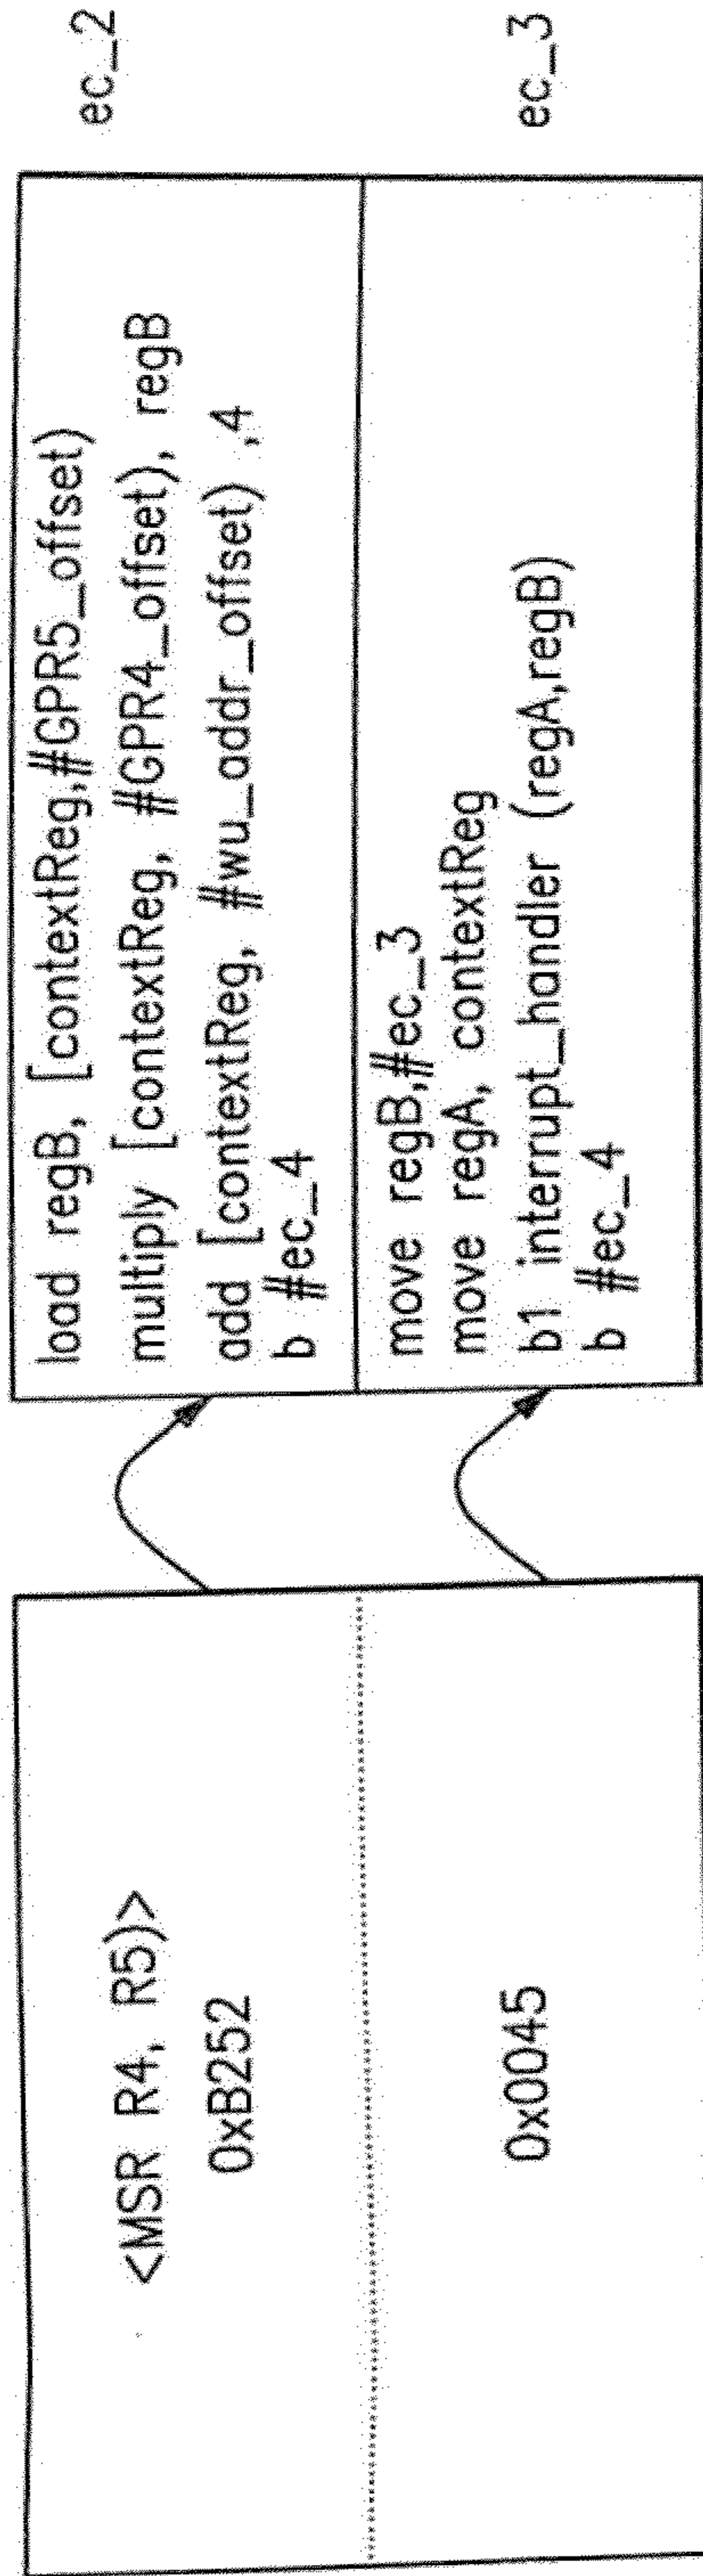 <MSR R4, R5)>
0xB252
0x0045
load regB, [contextReg,#GPR5_offset)
multiply [contextReg, #GPR4_offset), regB
add [contextReg, #wu_addr_offset) ,4
b #ec_4
ec_2
move regB,#ec_3
move regA, contextReg
b1 interrupt_handler (regA,regB)
b #ec_4
ec_3